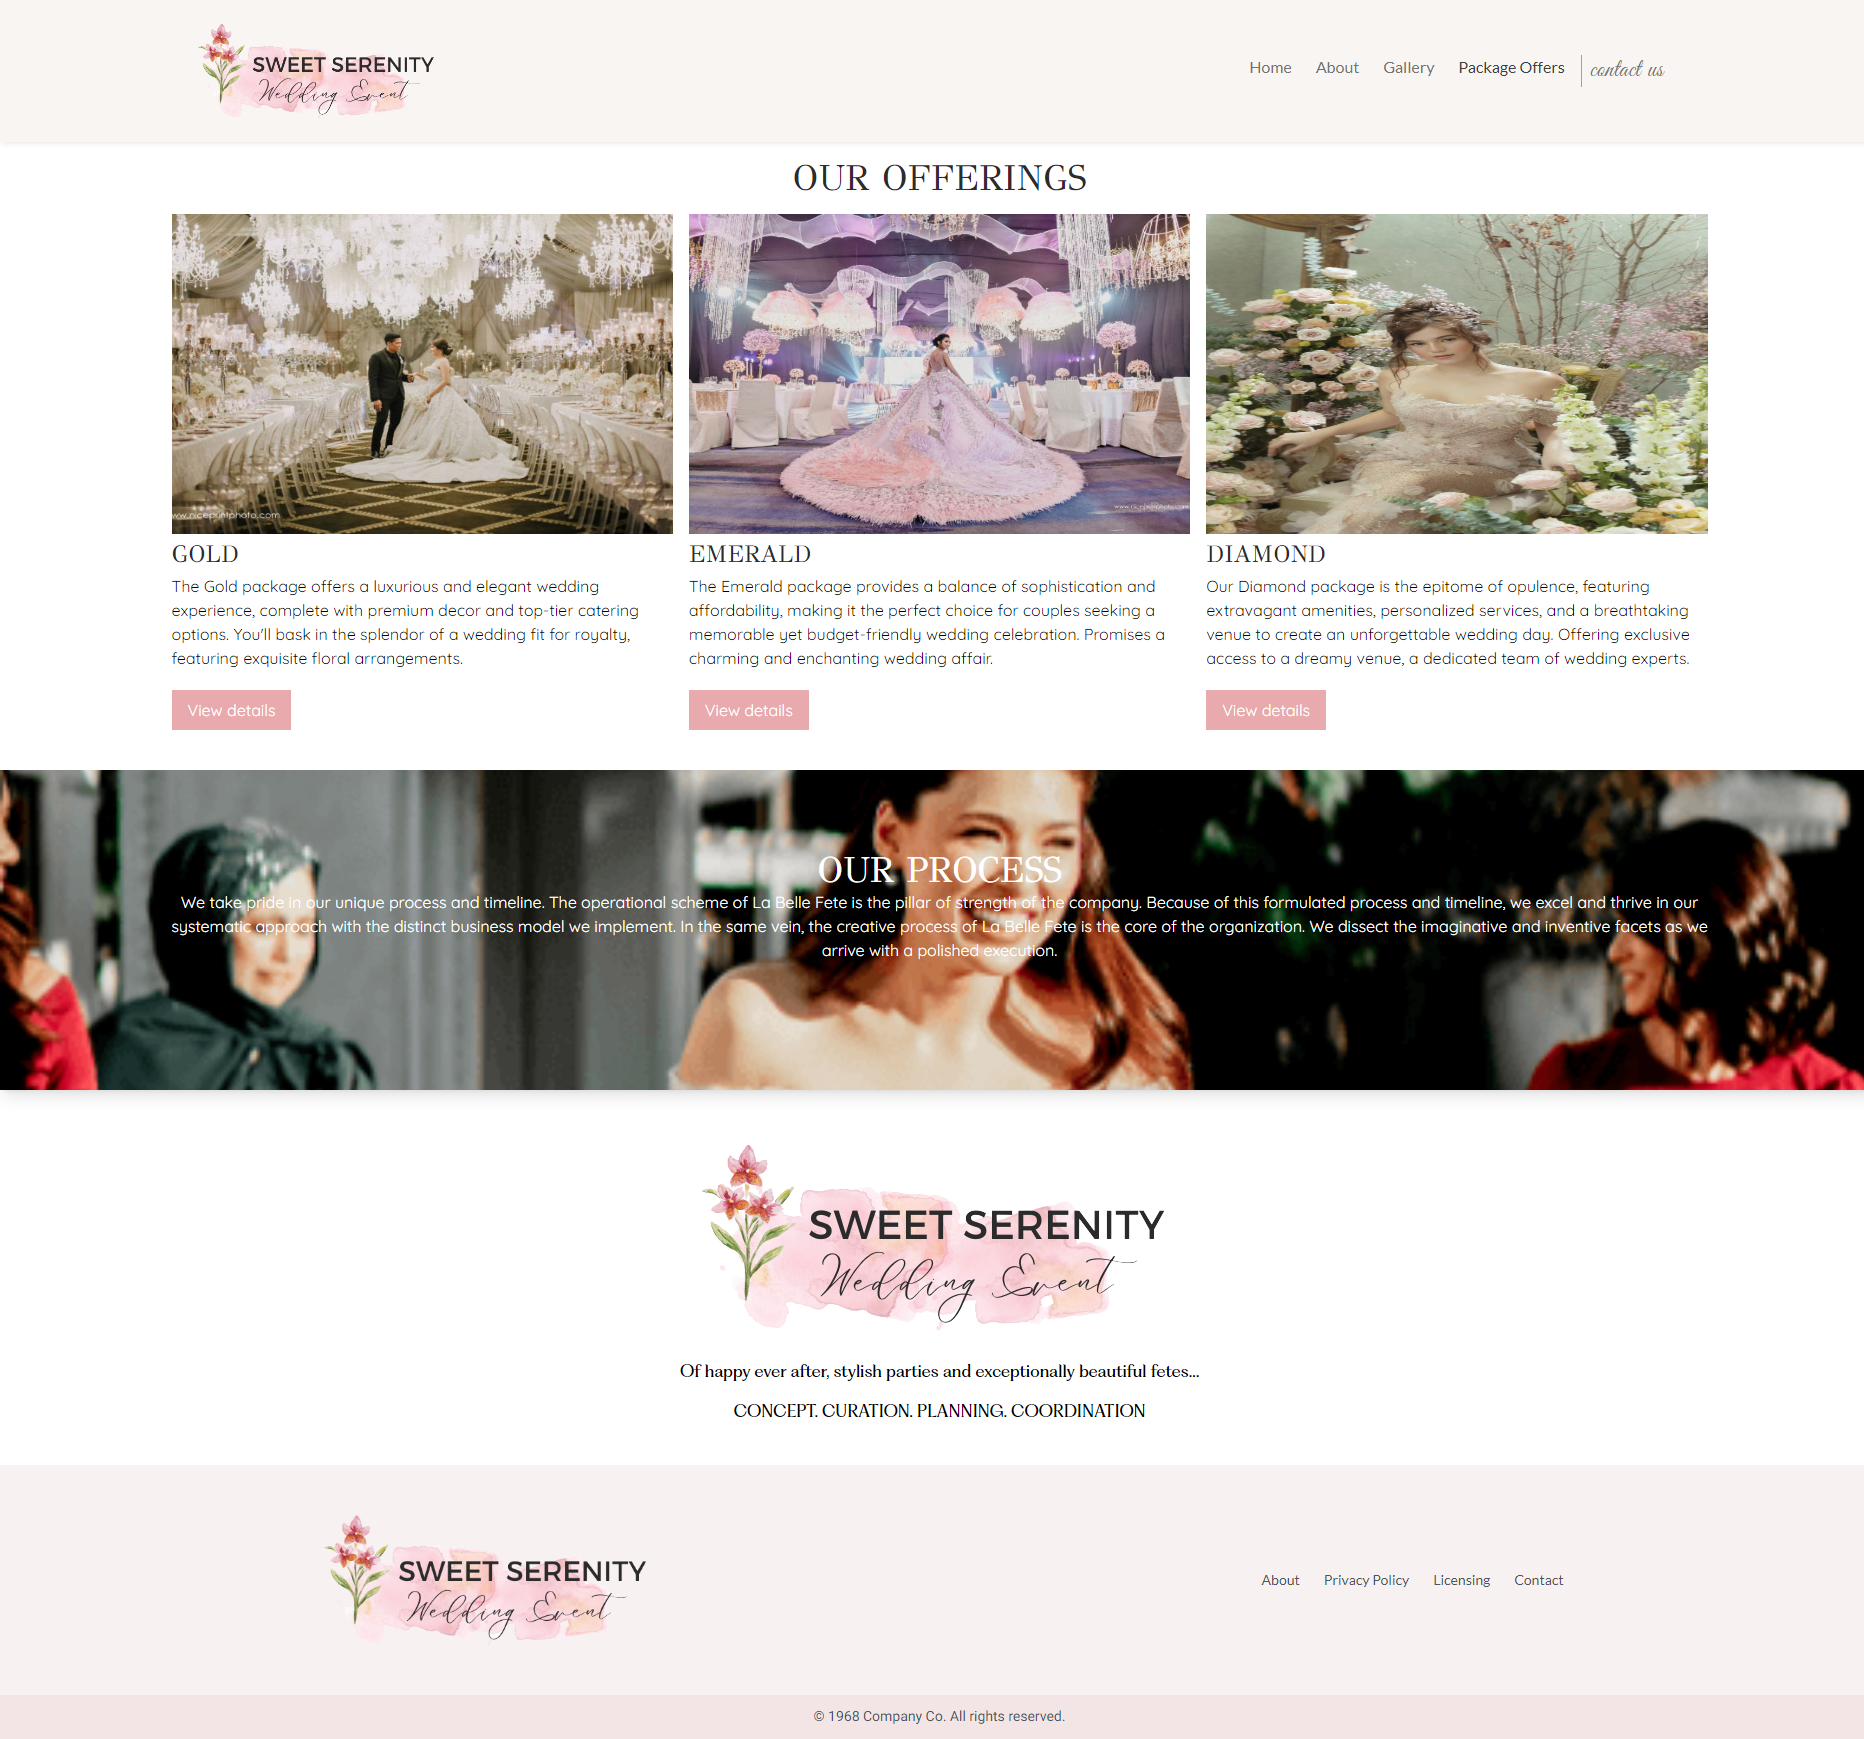 SWEET SERENITY
Wedding Event
Home About Gallery Package Offers contact us
OUR OFFERINGS
www.niceprintphoto.com
GOLD
The Gold package offers a luxurious and elegant wedding
experience, complete with premium decor and top-tier catering
options. You'll bask in the splendor of a wedding fit for royalty,
featuring exquisite floral arrangements.
View details
EMERALD
The Emerald package provides a balance of sophistication and
affordability, making it the perfect choice for couples seeking a
memorable yet budget-friendly wedding celebration. Promises a
charming and enchanting wedding affair.
View details
DIAMOND
Our Diamond package is the epitome of opulence, featuring
extravagant amenities, personalized services, and a breathtaking
venue to create an unforgettable wedding day. Offering exclusive
access to a dreamy venue, a dedicated team of wedding experts.
View details
OUR PROCESS
We take pride in our unique process and timeline. The operational scheme of La Belle Fete is the pillar of strength of the company. Because of this formulated process and timeline, we excel and thrive in our
systematic approach with the distinct business model we implement. In the same vein, the creative process of La Belle Fete is the core of the organization. We dissect the imaginative and inventive facets as we
arrive with a polished execution.
SWEET SERENITY
Wedding Event
Of happy ever after, stylish parties and exceptionally beautiful fetes...
CONCEPT. CURATION. PLANNING. COORDINATION
SWEET SERENITY
Wedding Event
About Privacy Policy Licensing Contact
© 1968 Company Co. All rights reserved.